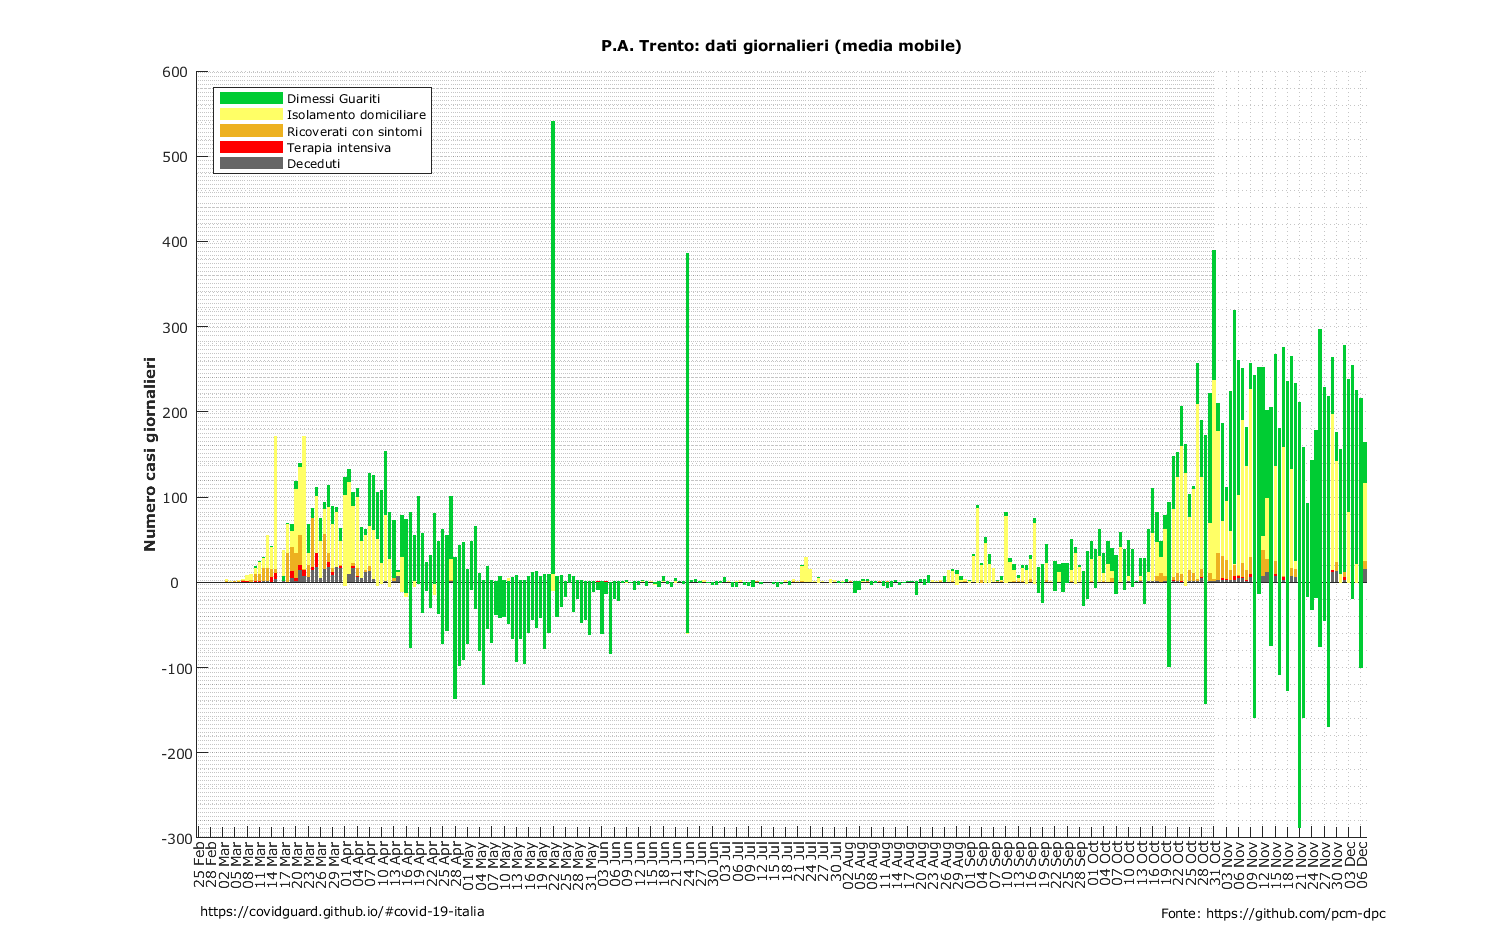 P.A. Trento: dati giornalieri (media mobile)
600
500
400
300
200
100
0
-100
-200
-300
Numero casi giornalieri
Dimessi Guariti
Isolamento domiciliare
Ricoverati con sintomi
Terapia intensiva
Deceduti
25 Feb
28 Feb
02 Mar
05 Mar
08 Mar
11 Mar
14 Mar
17 Mar
20 Mar
23 Mar
26 Mar
29 Mar
01 Apr
04 Apr
07 Apr
10 Apr
13 Apr
16 Apr
19 Apr
22 Apr
25 Apr
28 Apr
01 May
04 May
07 May
10 May
13 May
16 May
19 May
22 May
25 May
28 May
31 May
03 Jun
06 Jun
09 Jun
12 Jun
15 Jun
18 Jun
21 Jun
24 Jun
27 Jun
30 Jun
03 Jul
06 Jul
09 Jul
12 Jul
15 Jul
18 Jul
21 Jul
24 Jul
27 Jul
30 Jul
02 Aug
05 Aug
08 Aug
11 Aug
14 Aug
17 Aug
20 Aug
23 Aug
26 Aug
29 Aug
01 Sep
04 Sep
07 Sep
10 Sep
13 Sep
16 Sep
19 Sep
22 Sep
25 Sep
28 Sep
01 Oct
04 Oct
07 Oct
10 Oct
13 Oct
16 Oct
19 Oct
22 Oct
25 Oct
28 Oct
31 Oct
03 Nov
06 Nov
09 Nov
12 Nov
15 Nov
18 Nov
21 Nov
24 Nov
27 Nov
30 Nov
03 Dec
06 Dec
https://covidguard.github.io/#covid-19-italia
Fonte: https://github.com/pcm-dpc